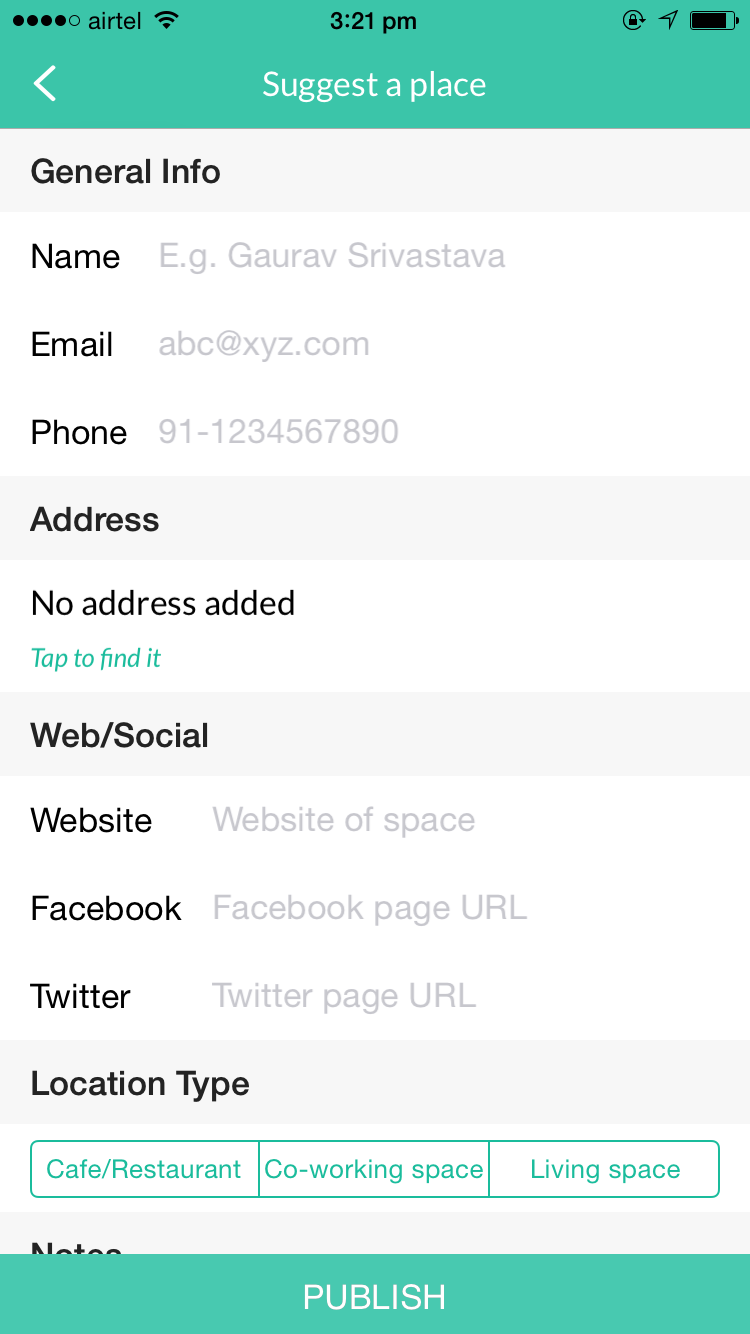 airtel 3:21 pm
Suggest a place
General Info
Name E.g. Gaurav Srivastava
Email abc@xyz.com
Phone 91-1234567890
Address
No address added
Tap to find it
Web/Social
Website Website of space
Facebook Facebook page URL
Twitter Twitter page URL
Location Type
Cafe/Restaurant Co-working space Living space
Notes
PUBLISH